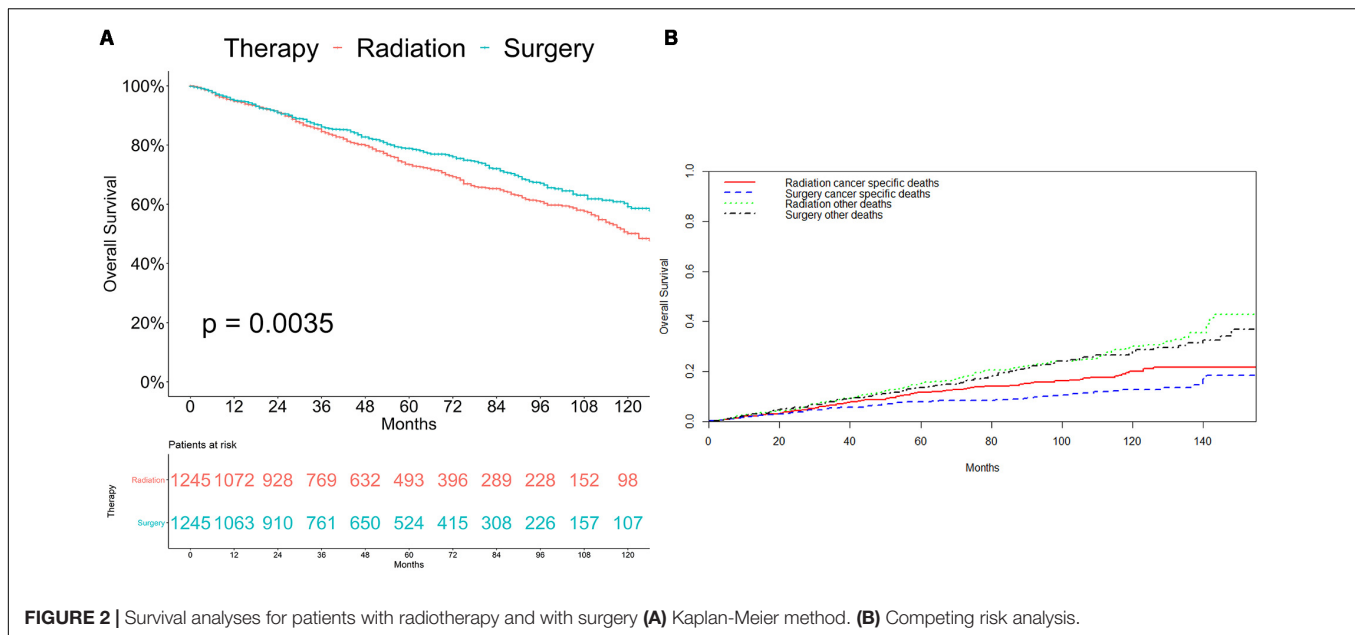 A
Therapy Radiation Surgery
100%
80%
60%
40%
20%
0%
Overall Survival
p = 0.0035
0 12 24 36 48 60 72 84 96 108 120
Months
Patients at risk
Therapy
Radiation 1245 1072 928 769 632 493 396 289 228 152 98
Surgery 1245 1063 910 761 650 524 415 308 226 157 107
0 12 24 36 48 60 72 84 96 108 120
Months
B
Radiation cancer specific deaths
Surgery cancer specific deaths
Radiation other deaths
Surgery other deaths
1.0
0.8
0.6
0.4
0.2
0.0
Overall Survival
0 20 40 60 80 100 120 140
Months
FIGURE 2 | Survival analyses for patients with radiotherapy and with surgery (A) Kaplan-Meier method. (B) Competing risk analysis.